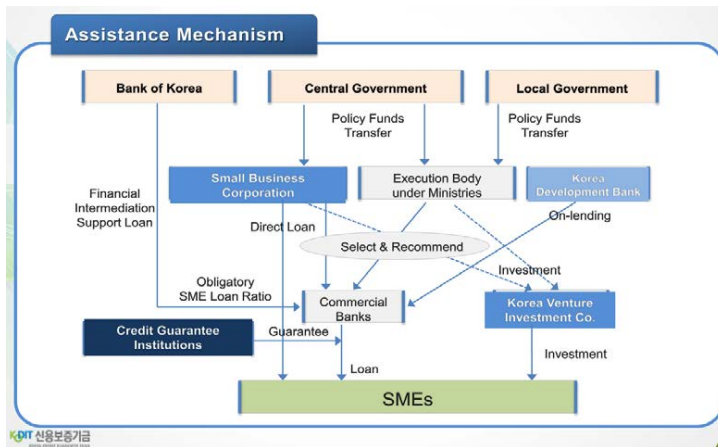 Assistance Mechanism
Bank of Korea
Central Government
Local Government
Policy Funds
Transfer
Policy Funds
Transfer
Small Business
Corporation
Execution Body
under Ministries
Korea
Development Bank
Financial
Intermediation
Support Loan
Direct Loan
On-lending
Select & Recommend
Investment
Obligatory
SME Loan Ratio
Commercial
Banks
Korea Venture
Investment Co.
Credit Guarantee
Institutions
Guarantee
Loan
Investment
SMEs
KODIT 신용보증기금